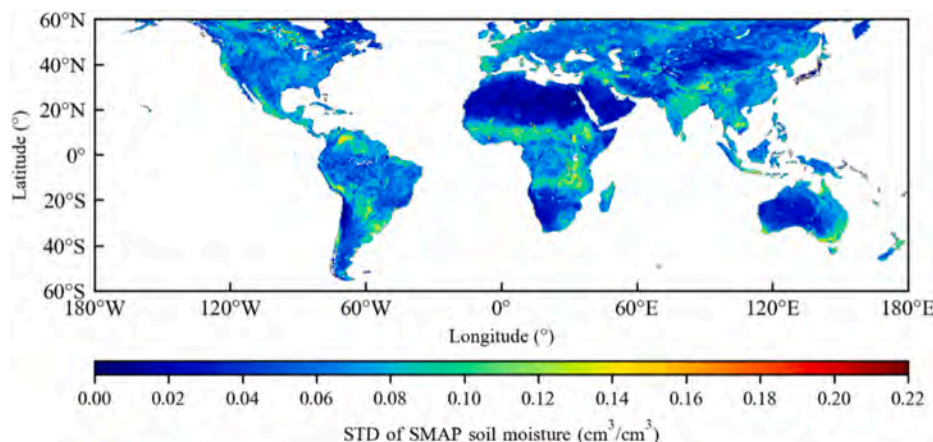 60°N
40°N
20°N
0°
20°S
40°S
60°S
Latitude (°)
180°W 120°W 60°W 0° 60°E 120°E 180°E
Longitude (°)
0.00 0.02 0.04 0.06 0.08 0.10 0.12 0.14 0.16 0.18 0.20 0.22
STD of SMAP soil moisture (cm³/cm³)